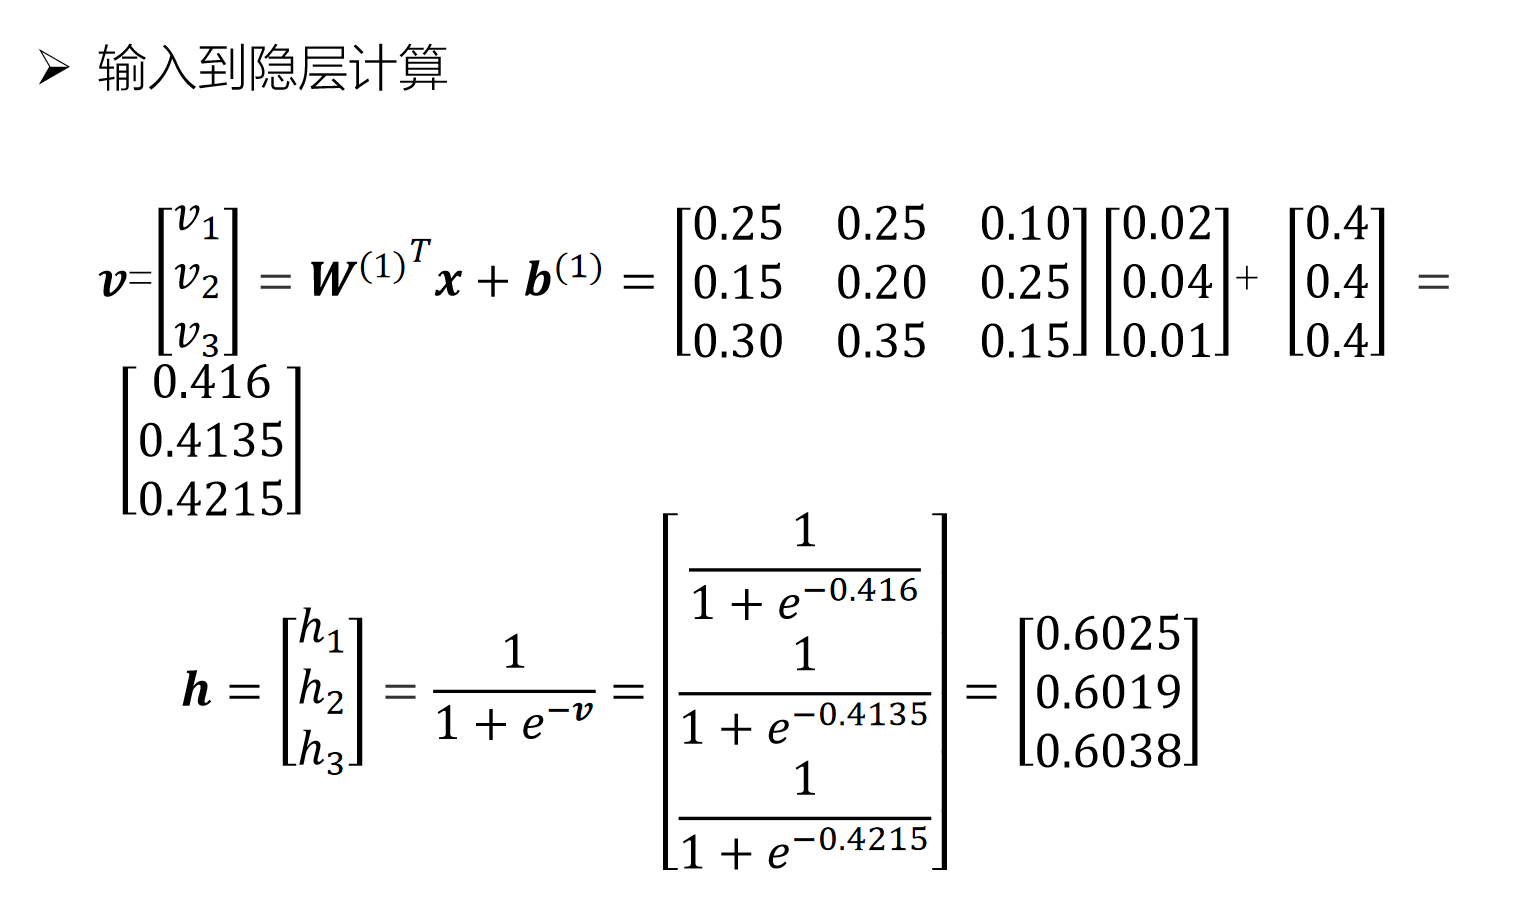 ➢ 输入到隐层计算
v=[v1 v2 v3] = W(1)T x + b(1) = [0.25 0.25 0.10 0.15 0.20 0.25 0.30 0.35 0.15] [0.02 0.04 0.01] + [0.4 0.4 0.4] =
[0.416 0.4135 0.4215]
h = [h1 h2 h3] = 1/(1 + e−v) = [1/(1 + e−0.416) 1/(1 + e−0.4135) 1/(1 + e−0.4215)] = [0.6025 0.6019 0.6038]